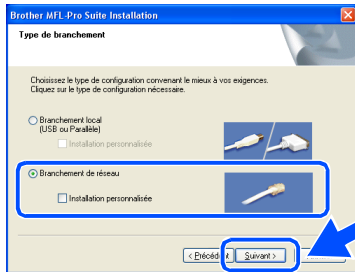 Brother MFL-Pro Suite Installation
Type de branchement
Choisissez le type de configuration convenant le mieux à vos exigences.
Cliquez sur le type de configuration nécessaire.
Branchement local
(USB ou Parallèle)
Installation personnalisée
Branchement de réseau
Installation personnalisée
< Précédent Suivant >